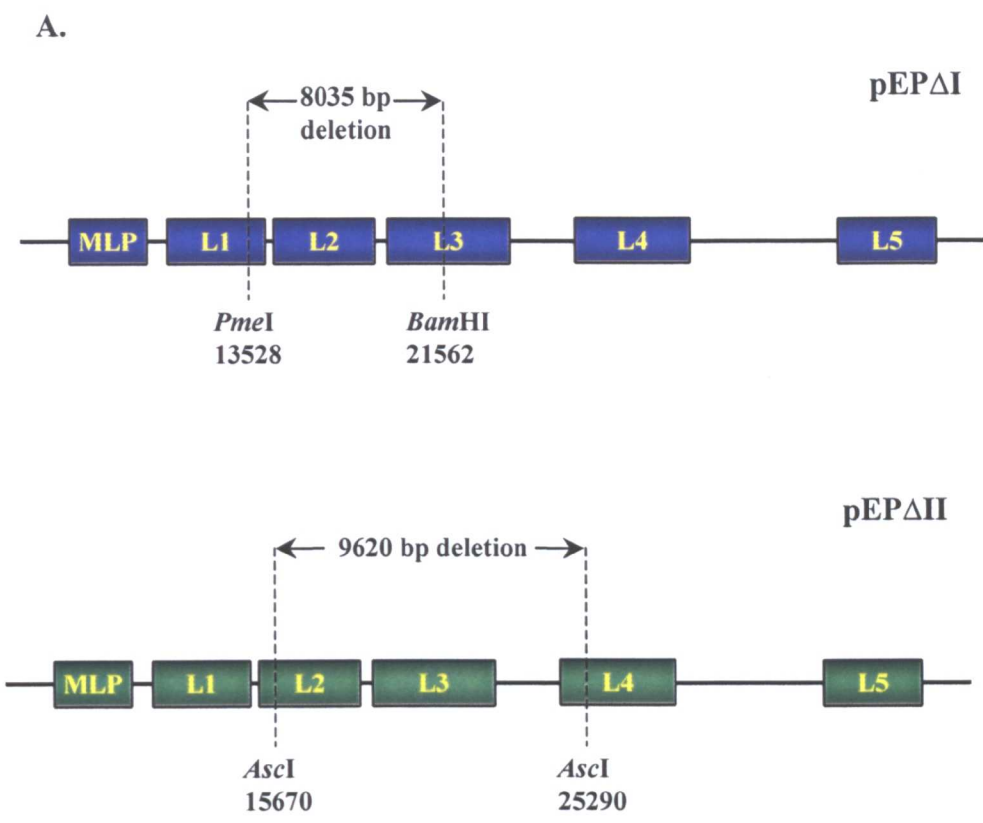 A.
pEPΔI
8035 bp
deletion
MLP L1 L2 L3 L4 L5
PmeI BamHI
13528 21562
pEPΔII
9620 bp deletion
MLP L1 L2 L3 L4 L5
AscI AscI
15670 25290